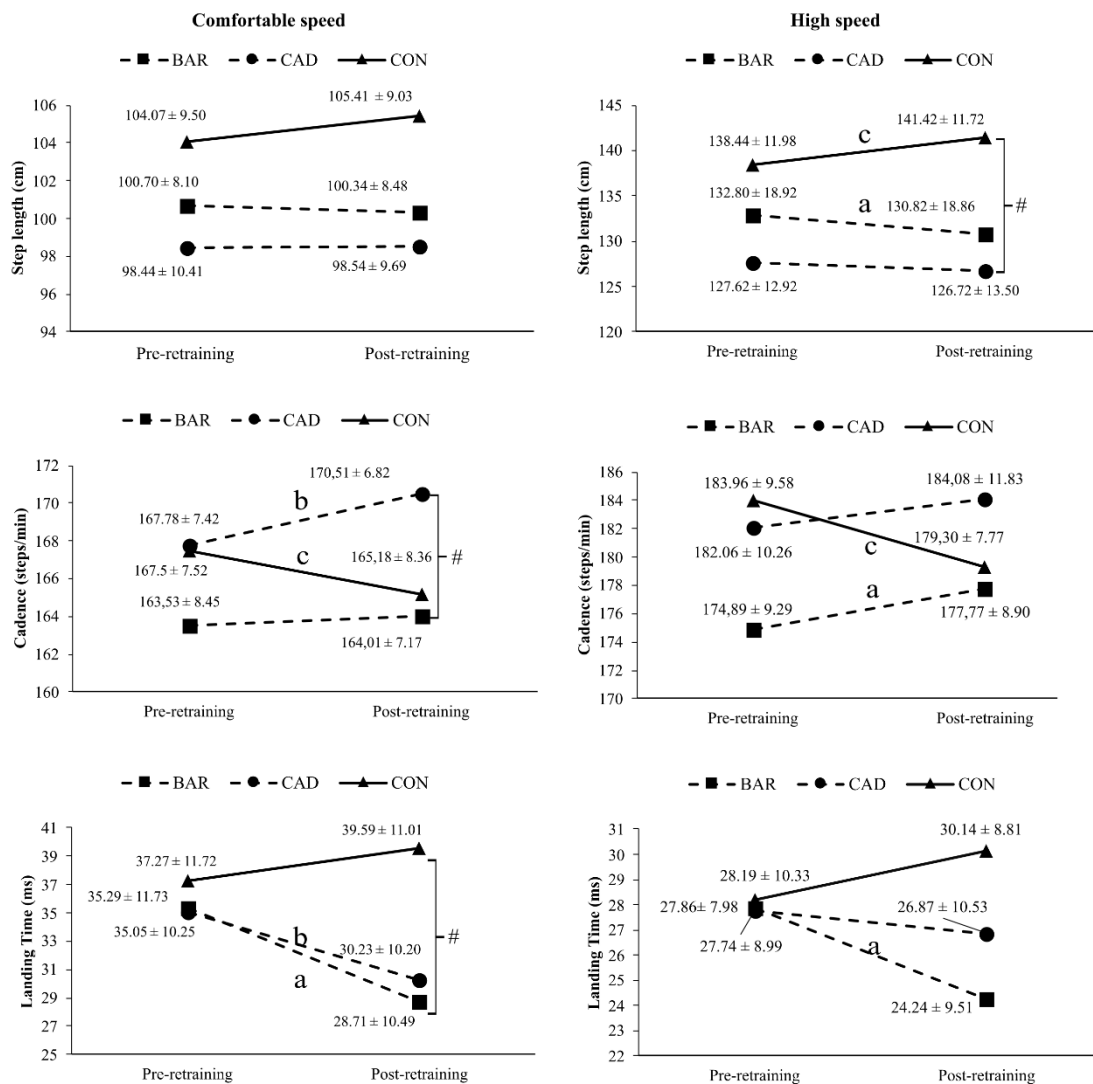 Comfortable speed
BAR CAD CON
Step length (cm)
106
104
102
100
98
96
94
104.07 ± 9.50
105.41 ± 9.03
100.70 ± 8.10
100.34 ± 8.48
98.44 ± 10.41
98.54 ± 9.69
Pre-retraining Post-retraining
High speed
BAR CAD CON
Step length (cm)
145
140
135
130
125
120
138.44 ± 11.98
c
141.42 ± 11.72
132.80 ± 18.92
a
130.82 ± 18.86
#
127.62 ± 12.92
126.72 ± 13.50
Pre-retraining Post-retraining
BAR CAD CON
Cadence (steps/min)
172
170
168
166
164
162
160
170,51 ± 6.82
b
167.78 ± 7.42
167.5 ± 7.52
c
165,18 ± 8.36
#
163,53 ± 8.45
164,01 ± 7.17
Pre-retraining Post-retraining
BAR CAD CON
Cadence (steps/min)
186
184
182
180
178
176
174
172
170
183.96 ± 9.58
184,08 ± 11.83
182.06 ± 10.26
c
179,30 ± 7.77
174,89 ± 9.29
a
177,77 ± 8.90
Pre-retraining Post-retraining
BAR CAD CON
Landing Time (ms)
41
39
37
35
33
31
29
27
25
39.59 ± 11.01
37.27 ± 11.72
35.29 ± 11.73
35.05 ± 10.25
b
30.23 ± 10.20
#
a
28.71 ± 10.49
Pre-retraining Post-retraining
BAR CAD CON
Landing Time (ms)
31
30
29
28
27
26
25
24
23
22
30.14 ± 8.81
28.19 ± 10.33
27.86± 7.98
26.87 ± 10.53
27.74 ± 8.99
a
24.24 ± 9.51
Pre-retraining Post-retraining